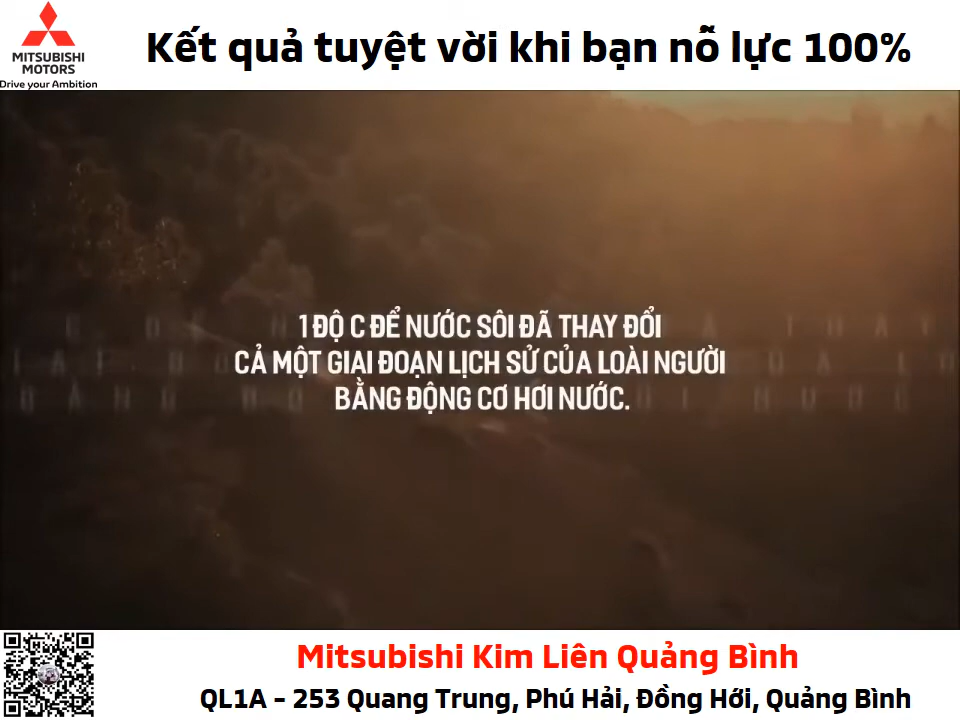 MITSUBISHI
MOTORS
Drive your Ambition
Kết quả tuyệt vời khi bạn nỗ lực 100%
1 ĐỘ C ĐỂ NƯỚC SÔI ĐÃ THAY ĐỔI
CẢ MỘT GIAI ĐOẠN LỊCH SỬ CỦA LOÀI NGƯỜI
BẰNG ĐỘNG CƠ HƠI NƯỚC.
Mitsubishi Kim Liên Quảng Bình
QL1A – 253 Quang Trung, Phú Hải, Đồng Hới, Quảng Bình